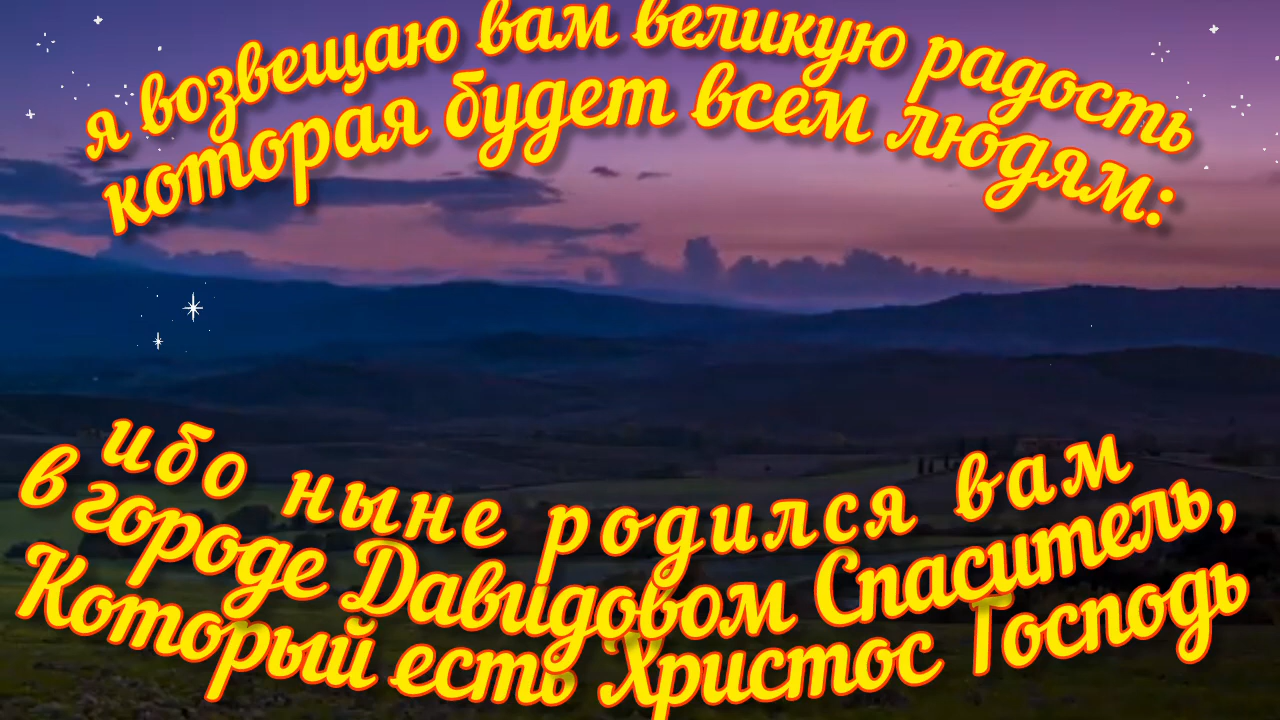 я возвещаю вам великую радость
которая будет всем людям:
ибо ныне родился вам
в городе Давидовом Спаситель,
Который есть Христос Господь